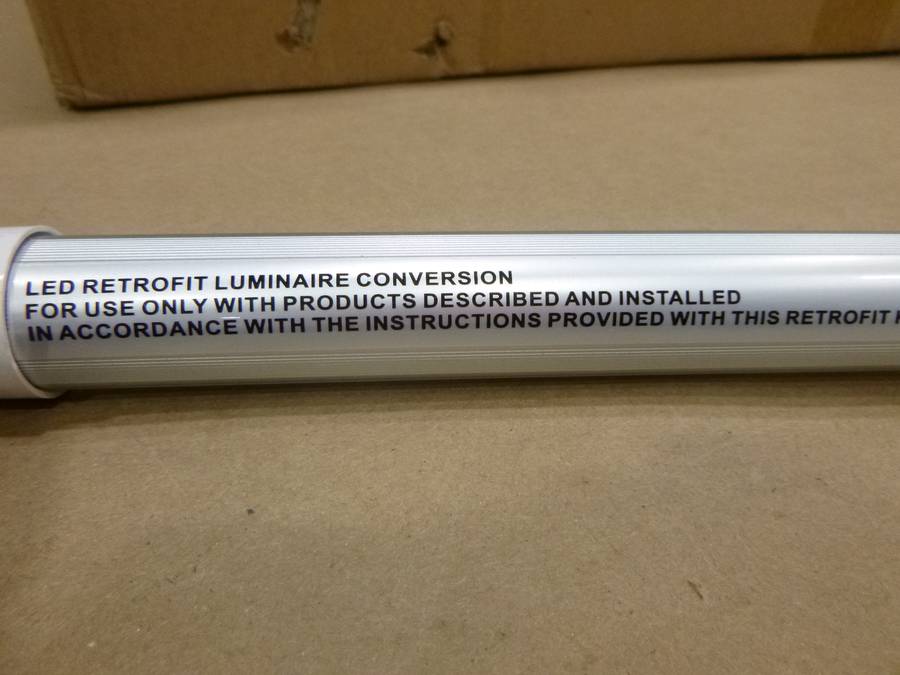 LED RETROFIT LUMINAIRE CONVERSION
FOR USE ONLY WITH PRODUCTS DESCRIBED AND INSTALLED
IN ACCORDANCE WITH THE INSTRUCTIONS PROVIDED WITH THIS RETROFIT